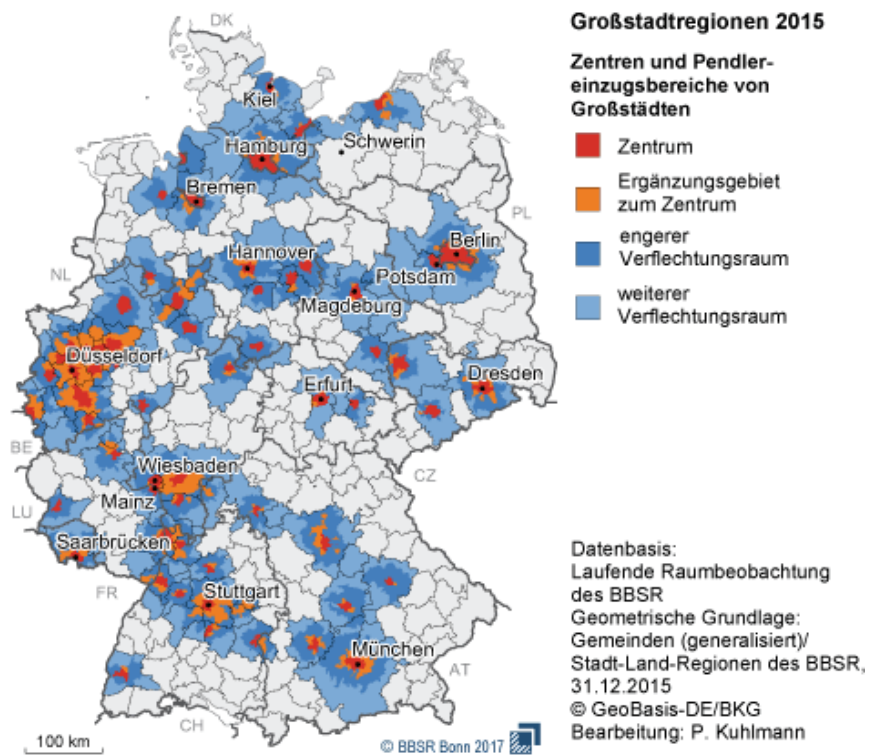 Großstadtregionen 2015
Zentren und Pendler-
einzugsbereiche von
Großstädten
Zentrum
Ergänzungsgebiet
zum Zentrum
engerer
Verflechtungsraum
weiterer
Verflechtungsraum
DK
Kiel
Schwerin
Hamburg
Bremen
PL
Berlin
Hannover
NL
Potsdam
Magdeburg
Düsseldorf
Dresden
Erfurt
BE
Wiesbaden
CZ
Mainz
LU
Saarbrücken
FR
Stuttgart
München
AT
CH
100 km
© BBSR Bonn 2017
Datenbasis:
Laufende Raumbeobachtung
des BBSR
Geometrische Grundlage:
Gemeinden (generalisiert)/
Stadt-Land-Regionen des BBSR,
31.12.2015
© GeoBasis-DE/BKG
Bearbeitung: P. Kuhlmann